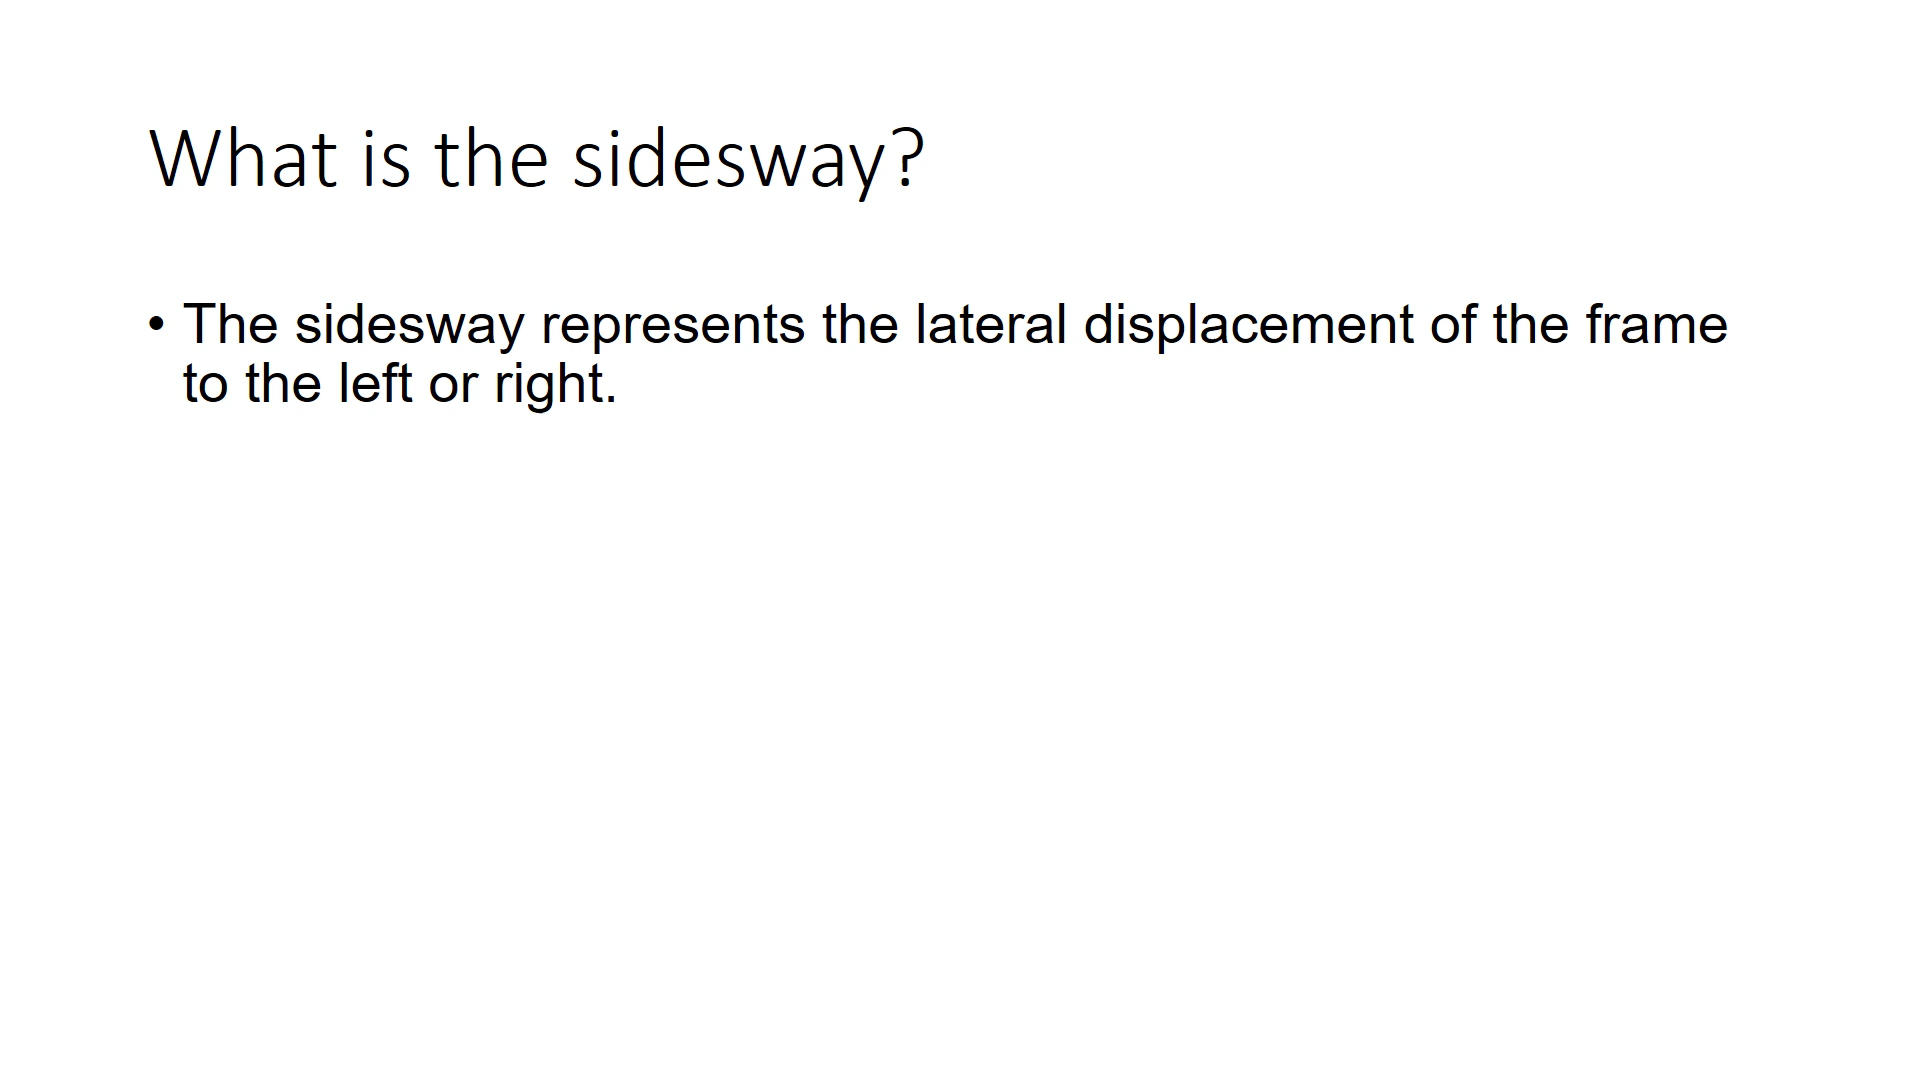 What is the sidesway?
• The sidesway represents the lateral displacement of the frame
to the left or right.